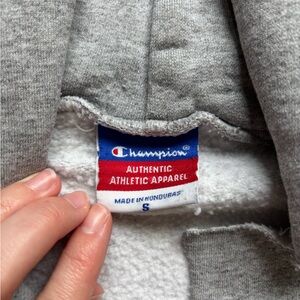 Champion®
AUTHENTIC
ATHLETIC APPAREL
MADE IN HONDURAS
S